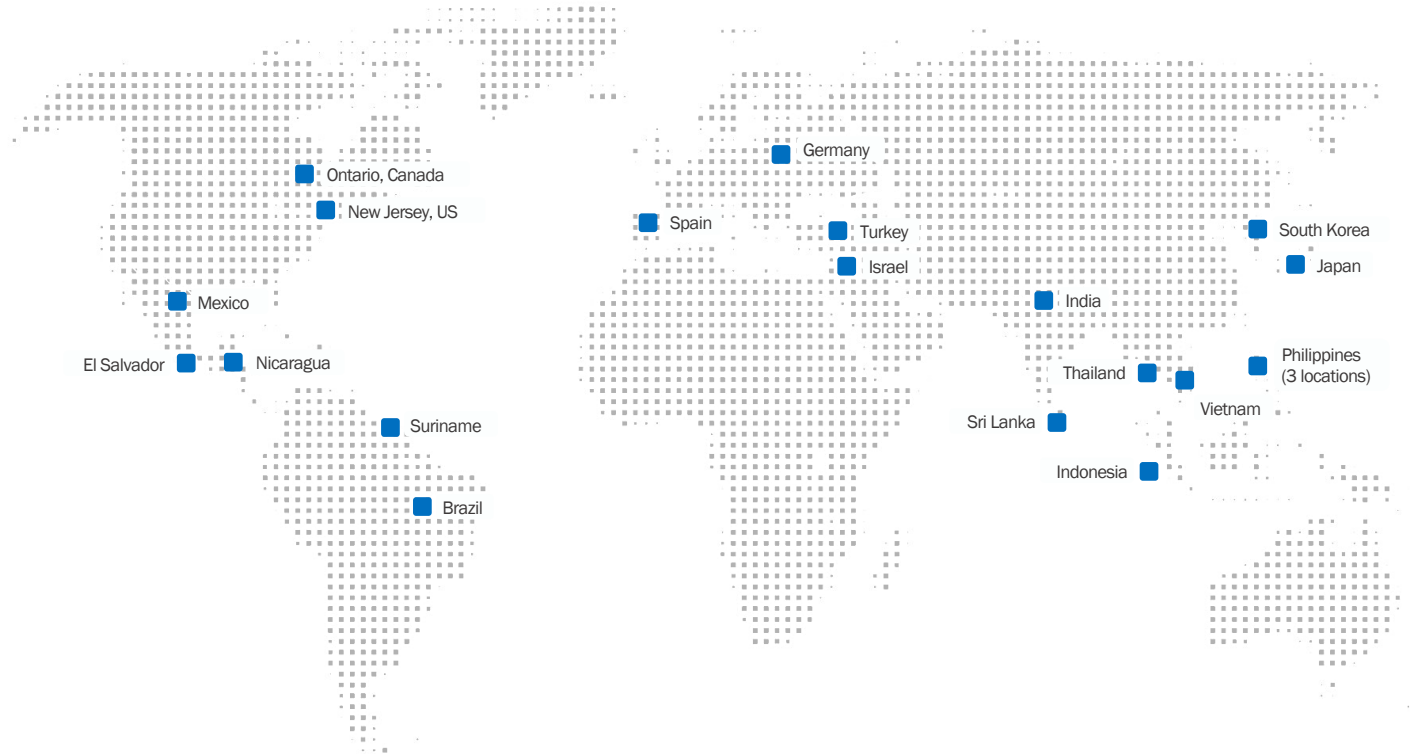 Germany
Ontario, Canada
New Jersey, US
Spain
Turkey
South Korea
Israel
Japan
Mexico
India
El Salvador
Nicaragua
Philippines
(3 locations)
Thailand
Vietnam
Sri Lanka
Suriname
Indonesia
Brazil